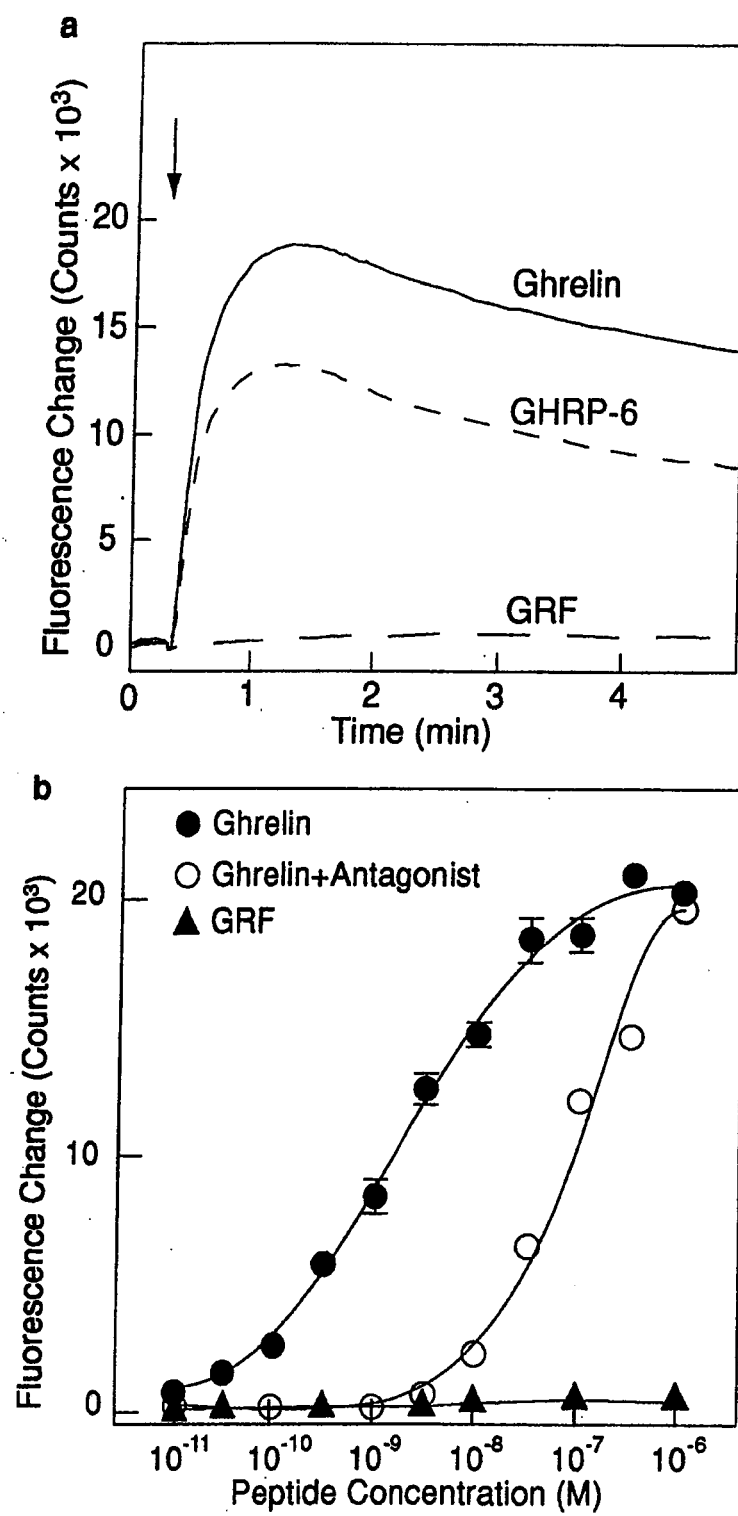 a
Fluorescence Change (Counts x 10³)
20
15
10
5
0
Ghrelin
GHRP-6
GRF
0 1 2 3 4
Time (min)
b
Fluorescence Change (Counts x 10³)
Ghrelin
Ghrelin+Antagonist
GRF
20
10
0
10⁻¹¹ 10⁻¹⁰ 10⁻⁹ 10⁻⁸ 10⁻⁷ 10⁻⁶
Peptide Concentration (M)